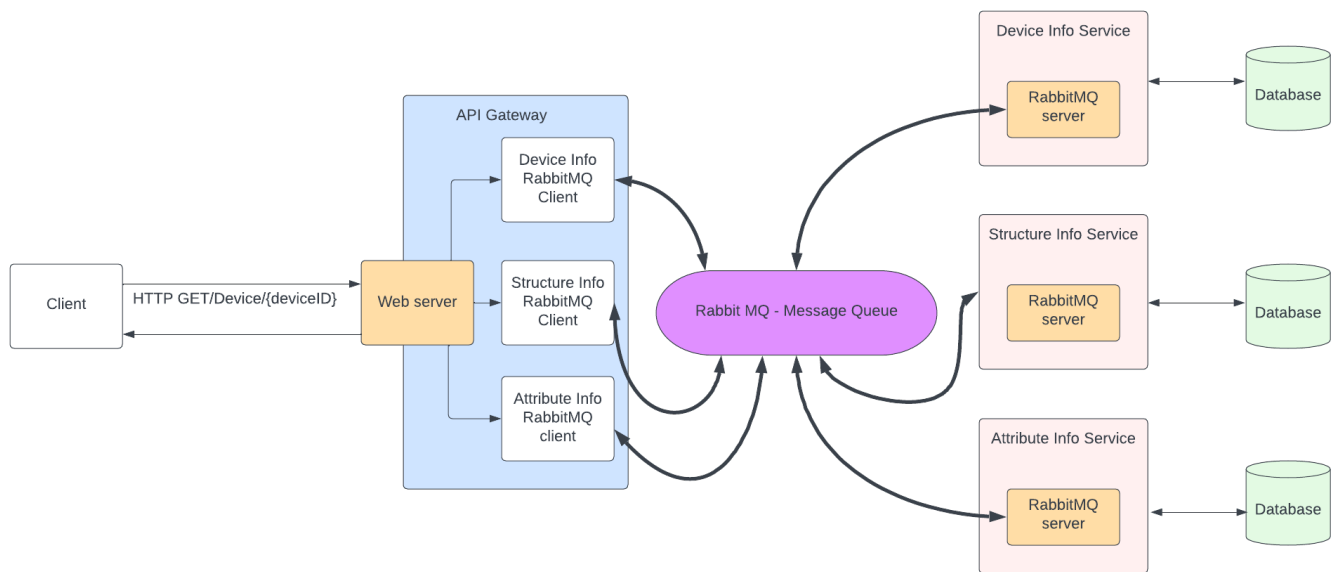 Client
HTTP GET/Device/{deviceID}
Web server
API Gateway
Device Info
RabbitMQ
Client
Structure Info
RabbitMQ
Client
Attribute Info
RabbitMQ
client
Rabbit MQ - Message Queue
Device Info Service
RabbitMQ
server
Database
Structure Info Service
RabbitMQ
server
Database
Attribute Info Service
RabbitMQ
server
Database